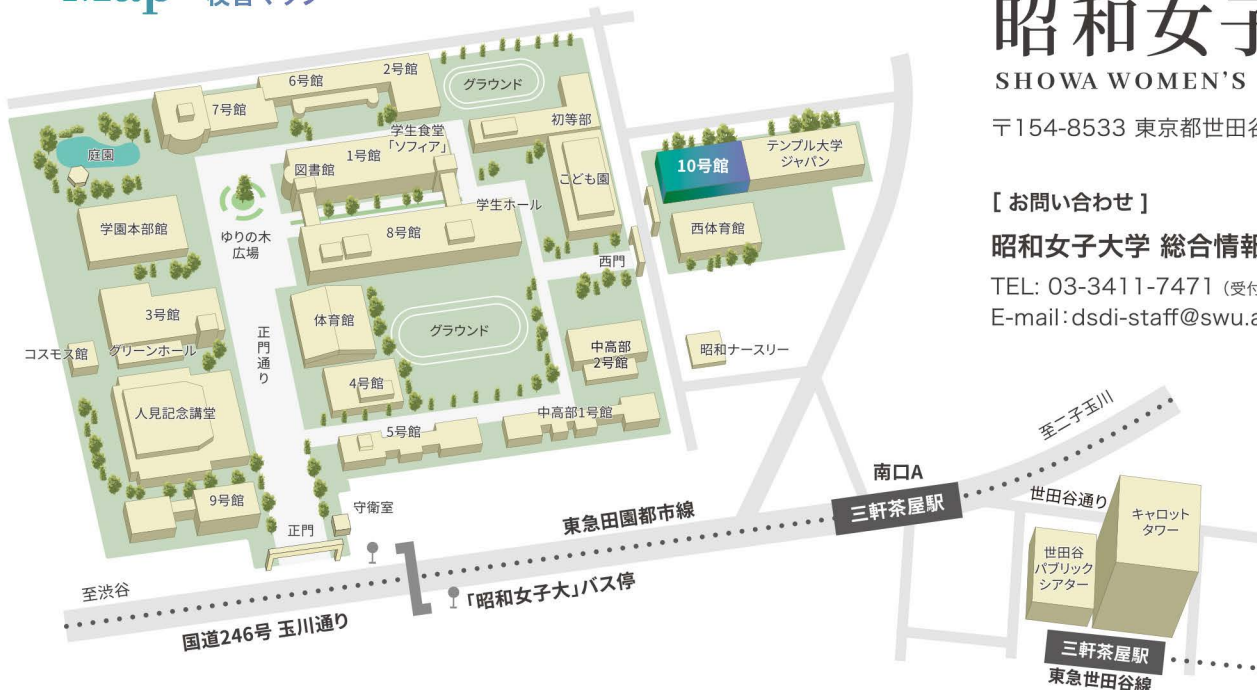 Map
昭和女子
SHOWA WOMEN'S
〒154-8533 東京都世田谷
[ お問い合わせ ]
昭和女子大学 総合情報
TEL: 03-3411-7471 (受付
E-mail:dsdi-staff@swu.a
2号館
6号館
グラウンド
7号館
初等部
学生食堂
「ソフィア」
テンプル大学
ジャパン
庭園
1号館
図書館
10号館
こども園
学生ホール
学園本部館
ゆりの木
広場
8号館
西体育館
西門
3号館
体育館
グラウンド
正門通り
コスモス館
グリーンホール
中高部
2号館
昭和ナースリー
4号館
人見記念講堂
中高部1号館
5号館
9号館
守衛室
正門
南口A
三軒茶屋駅
東急田園都市線
至二子玉川
世田谷通り
キャロット
タワー
世田谷
パブリック
シアター
至渋谷
「昭和女子大」バス停
国道246号 玉川通り
三軒茶屋駅
東急世田谷線